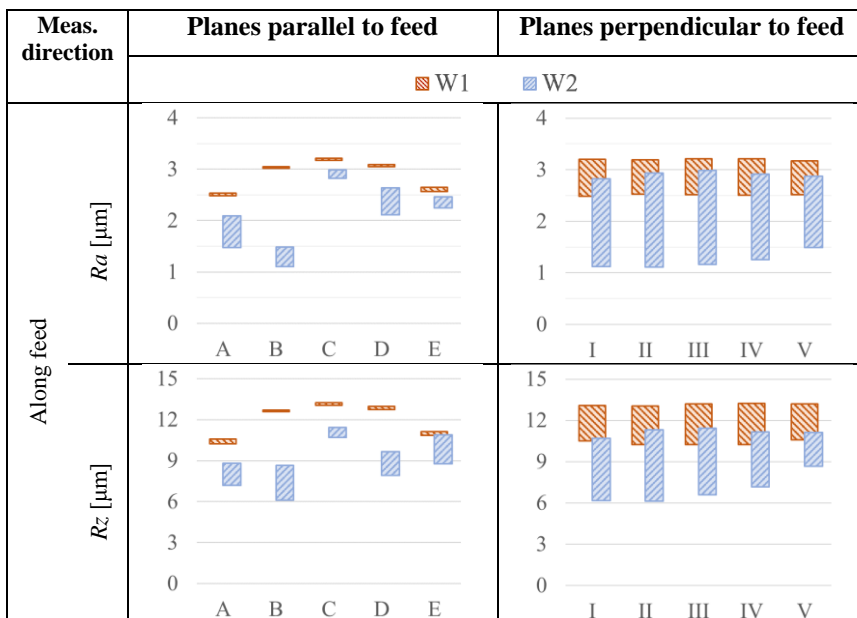 Meas. direction
Planes parallel to feed
Planes perpendicular to feed
W1 W2
Along feed
Ra [µm]
4
3
2
1
0
A B C D E
4
3
2
1
0
I II III IV V
Rz [µm]
15
12
9
6
3
0
A B C D E
15
12
9
6
3
0
I II III IV V